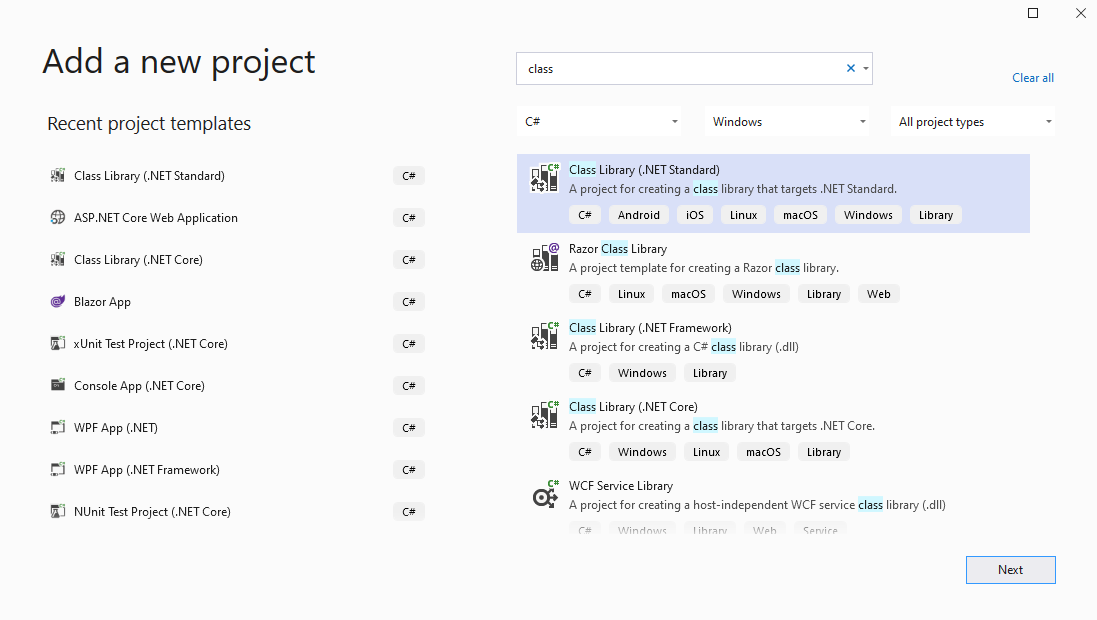 Add a new project
class
Clear all
Recent project templates
C#
Windows
All project types
Class Library (.NET Standard) C#
ASP.NET Core Web Application C#
Class Library (.NET Core) C#
Blazor App C#
xUnit Test Project (.NET Core) C#
Console App (.NET Core) C#
WPF App (.NET) C#
WPF App (.NET Framework) C#
NUnit Test Project (.NET Core) C#
Class Library (.NET Standard)
A project for creating a class library that targets .NET Standard.
C# Android iOS Linux macOS Windows Library
Razor Class Library
A project template for creating a Razor class library.
C# Linux macOS Windows Library Web
Class Library (.NET Framework)
A project for creating a C# class library (.dll)
C# Windows Library
Class Library (.NET Core)
A project for creating a class library that targets .NET Core.
C# Windows Linux macOS Library
WCF Service Library
A project for creating a host-independent WCF service class library (.dll)
C# Windows Library Web Service
Next